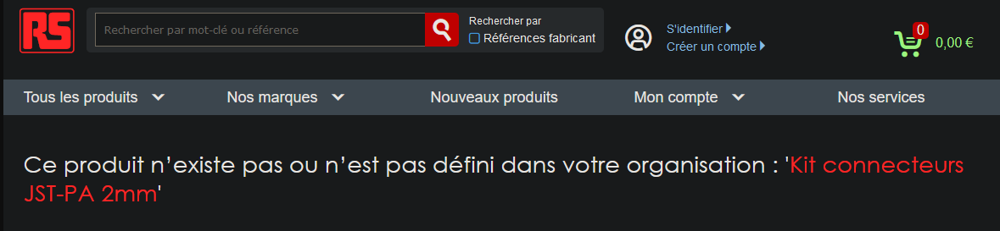 RS
Rechercher par mot-clé ou référence
Rechercher par
Références fabricant
S'identifier
Créer un compte
0
0,00 €
Tous les produits
Nos marques
Nouveaux produits
Mon compte
Nos services
Ce produit n’existe pas ou n’est pas défini dans votre organisation : 'Kit connecteurs
JST-PA 2mm'